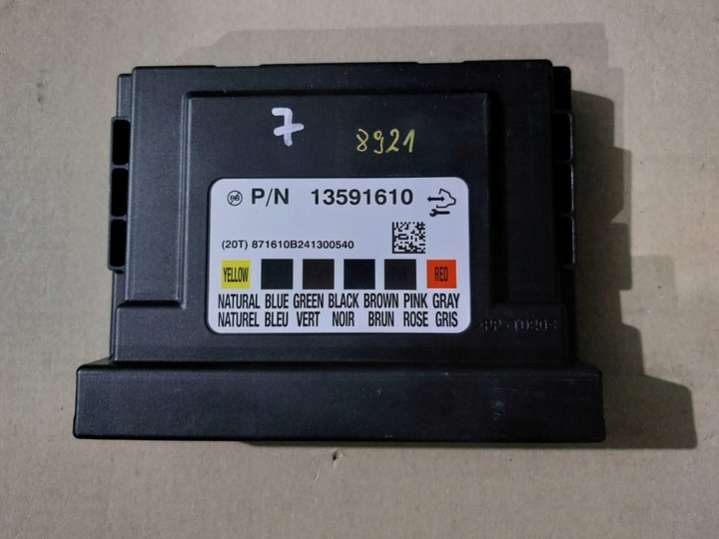 7 8921
P/N 13591610
(20T) 871610B241300540
YELLOW RED
NATURAL BLUE GREEN BLACK BROWN PINK GRAY
NATUREL BLEU VERT NOIR BRUN ROSE GRIS